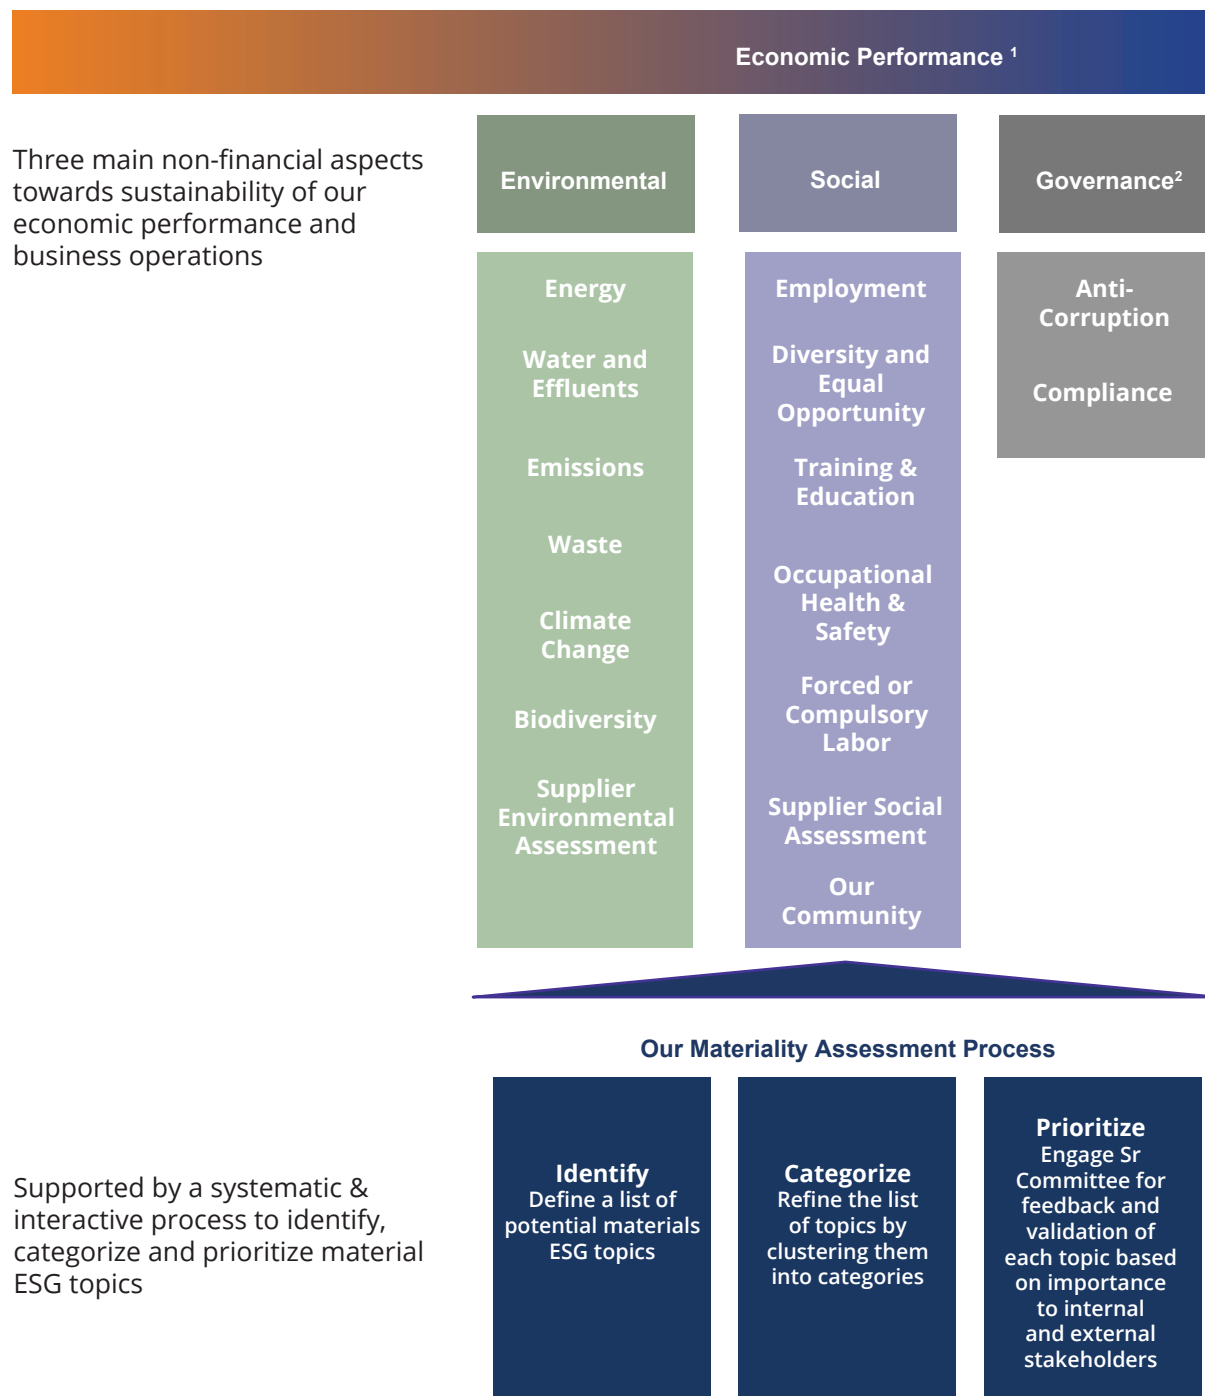 Economic Performance ¹
Three main non-financial aspects
towards sustainability of our
economic performance and
business operations
Environmental
Social
Governance²
Energy
Water and
Effluents
Emissions
Waste
Climate
Change
Biodiversity
Supplier
Environmental
Assessment
Employment
Diversity and
Equal
Opportunity
Training &
Education
Occupational
Health &
Safety
Forced or
Compulsory
Labor
Supplier Social
Assessment
Our
Community
Anti-
Corruption
Compliance
Our Materiality Assessment Process
Supported by a systematic &
interactive process to identify,
categorize and prioritize material
ESG topics
Identify
Define a list of
potential materials
ESG topics
Categorize
Refine the list
of topics by
clustering them
into categories
Prioritize
Engage Sr
Committee for
feedback and
validation of
each topic based
on importance
to internal
and external
stakeholders